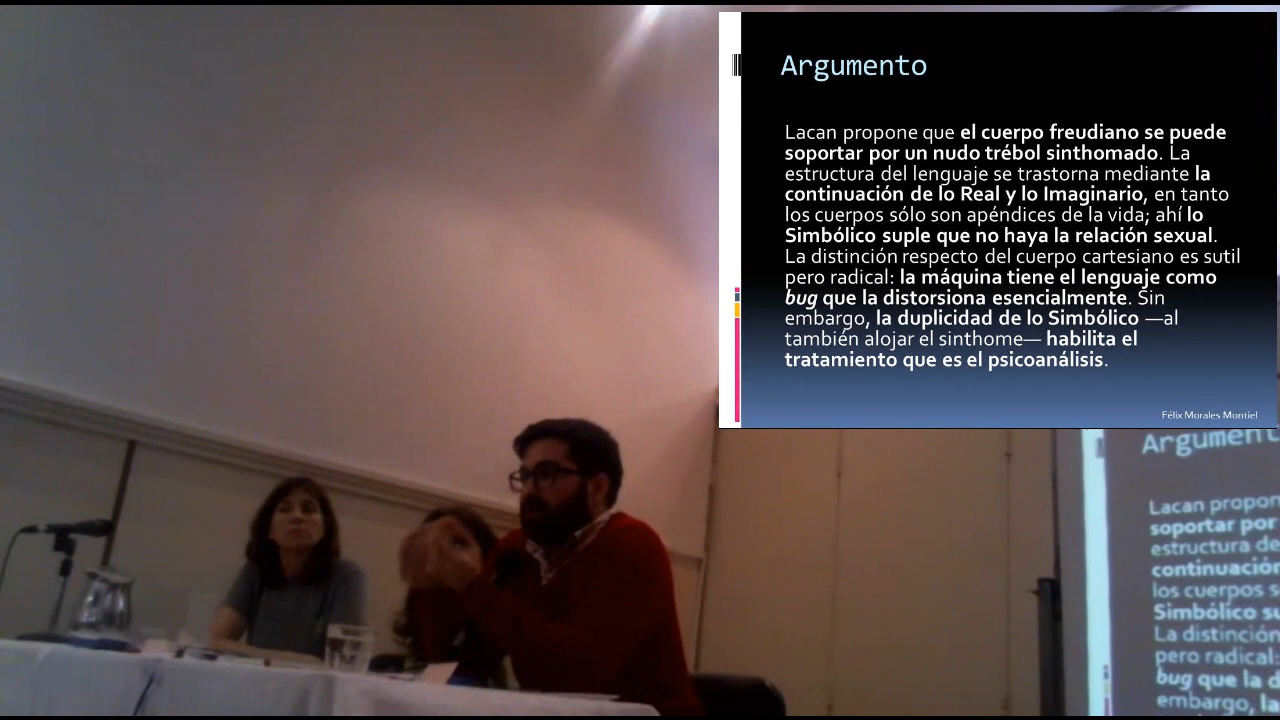 Argumento
Lacan propone que el cuerpo freudiano se puede
soportar por un nudo trébol sinthomado. La
estructura del lenguaje se trastorna mediante la
continuación de lo Real y lo Imaginario, en tanto
los cuerpos sólo son apéndices de la vida; ahí lo
Simbólico suple que no haya la relación sexual.
La distinción respecto del cuerpo cartesiano es sutil
pero radical: la máquina tiene el lenguaje como
bug que la distorsiona esencialmente. Sin
embargo, la duplicidad de lo Simbólico —al
también alojar el sinthome— habilita el
tratamiento que es el psicoanálisis.
Félix Morales Montiel
Argument
Lacan propon
soportar por
estructura de
continuación
los cuerpos s
Simbólico su
La distinción
pero radical:
bug que la d
embargo, la